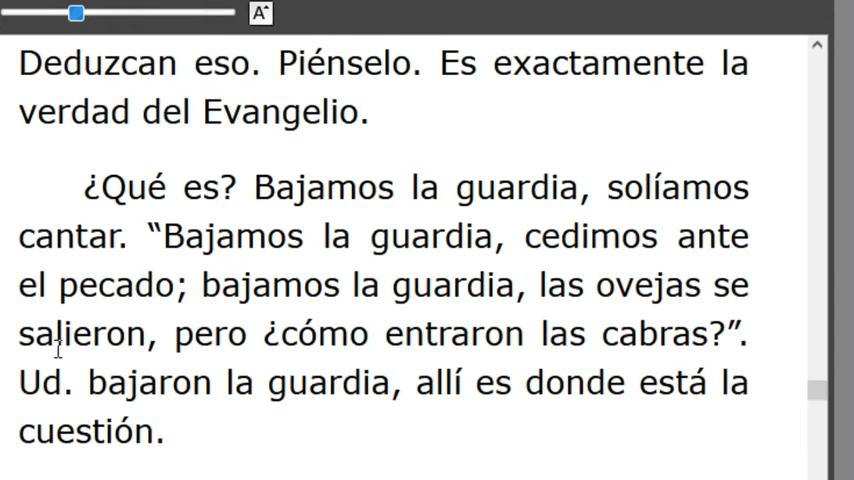 A
Deduzcan eso. Piénselo. Es exactamente la
verdad del Evangelio.
¿Qué es? Bajamos la guardia, solíamos
cantar. “Bajamos la guardia, cedimos ante
el pecado; bajamos la guardia, las ovejas se
salieron, pero ¿cómo entraron las cabras?”.
Ud. bajaron la guardia, allí es donde está la
cuestión.